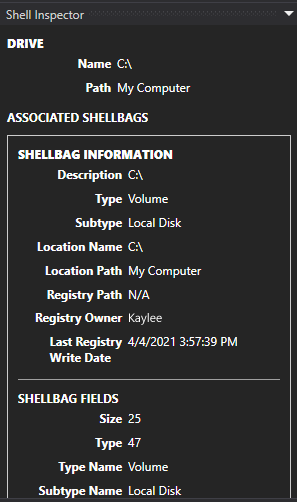 Shell Inspector
DRIVE
Name C:\
Path My Computer
ASSOCIATED SHELLBAGS
SHELLBAG INFORMATION
Description C:\
Type Volume
Subtype Local Disk
Location Name C:\
Location Path My Computer
Registry Path N/A
Registry Owner Kaylee
Last Registry 4/4/2021 3:57:39 PM
Write Date
SHELLBAG FIELDS
Size 25
Type 47
Type Name Volume
Subtype Name Local Disk